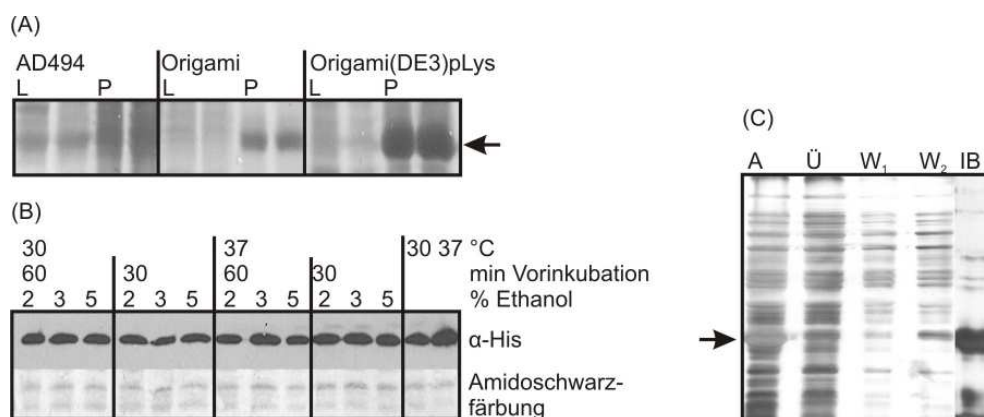 (A)
AD494 Origami Origami(DE3)pLys
L P L P L P
(B)
30 37 30 37 °C
60 30 60 30 min Vorinkubation
2 3 5 2 3 5 2 3 5 2 3 5 % Ethanol
α-His
Amidoschwarz-
färbung
(C)
A Ü W₁ W₂ IB